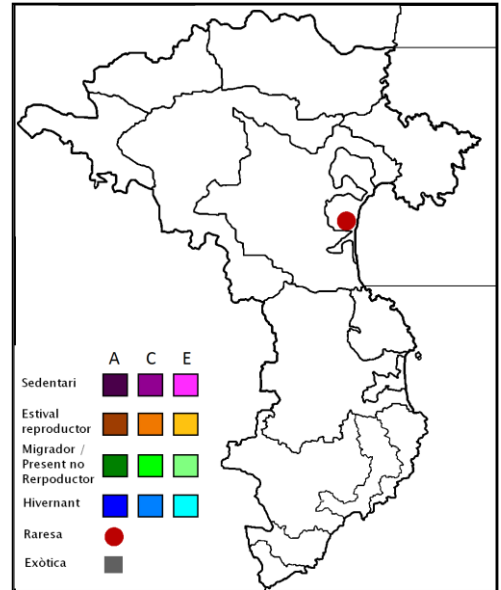 A C E
Sedentari
Estival
reproductor
Migrador /
Present no
Rerpoductor
Hivernant
Raresa
Exòtica